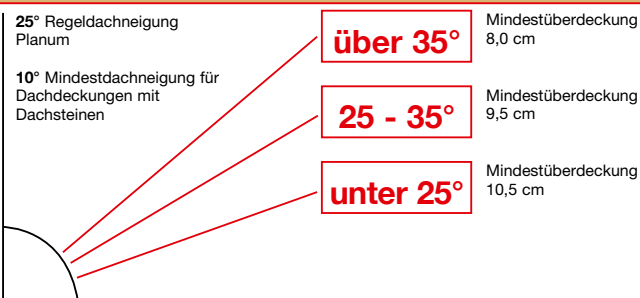 25° Regeldachneigung
Planum
10° Mindestdachneigung für
Dachdeckungen mit
Dachsteinen
über 35°
Mindestüberdeckung
8,0 cm
25 - 35°
Mindestüberdeckung
9,5 cm
unter 25°
Mindestüberdeckung
10,5 cm